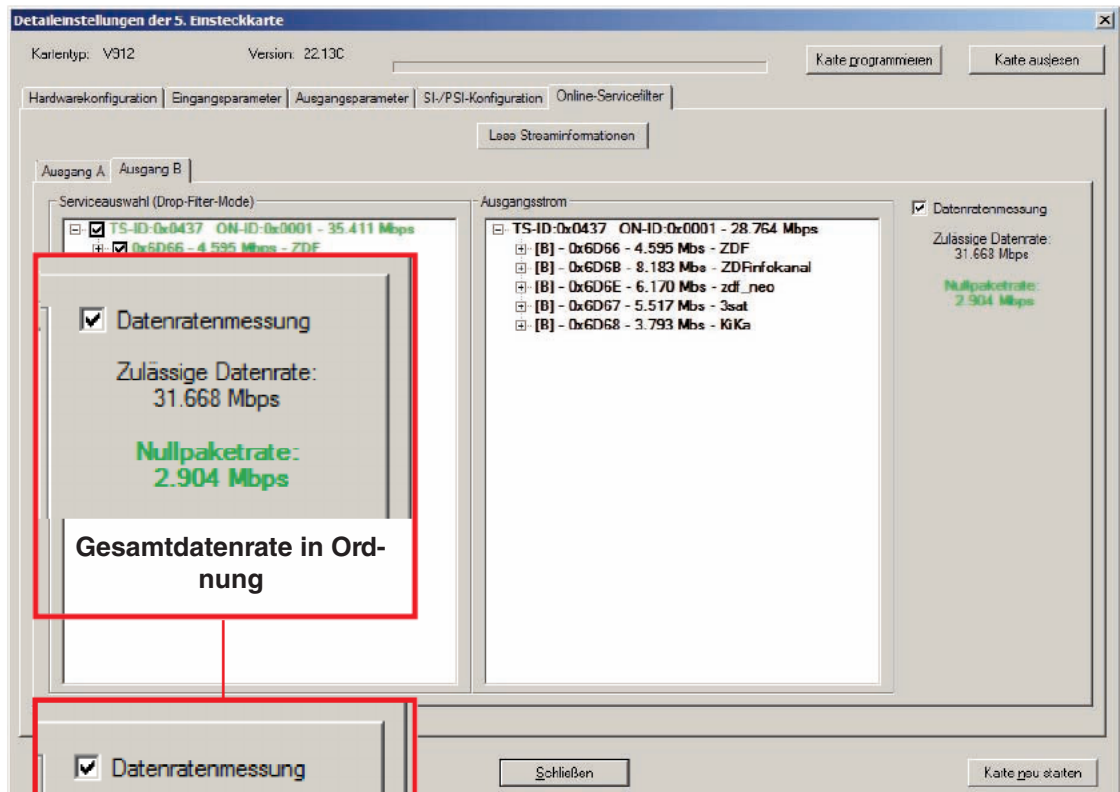 Detaileinstellungen der 5. Einsteckkarte
Kartentyp: V912 Version: 22.13C
Karte programmieren
Karte auslesen
Hardwarekonfiguration
Eingangsparameter
Ausgangsparameter
SI-/PSI-Konfiguration
Online-Servicefilter
Lese Streaminformationen
Ausgang A
Ausgang B
Serviceauswahl (Drop-Filter-Mode)
TS-ID:0x0437 ON-ID:0x0001 - 35.411 Mbps
0x6D66 - 4.595 Mbps - ZDF
Ausgangsstrom
TS-ID:0x0437 ON-ID:0x0001 - 28.764 Mbps
[B] - 0x6D66 - 4.595 Mbs - ZDF
[B] - 0x6D6B - 8.183 Mbs - ZDFinfokanal
[B] - 0x6D6E - 6.170 Mbs - zdf_neo
[B] - 0x6D67 - 5.517 Mbs - 3sat
[B] - 0x6D68 - 3.793 Mbs - KiKa
Datenratenmessung
Zulässige Datenrate:
31.668 Mbps
Nullpaketrate:
2.904 Mbps
Datenratenmessung
Zulässige Datenrate:
31.668 Mbps
Nullpaketrate:
2.904 Mbps
Gesamtdatenrate in Ord-
nung
Datenratenmessung
Schließen
Karte neu starten